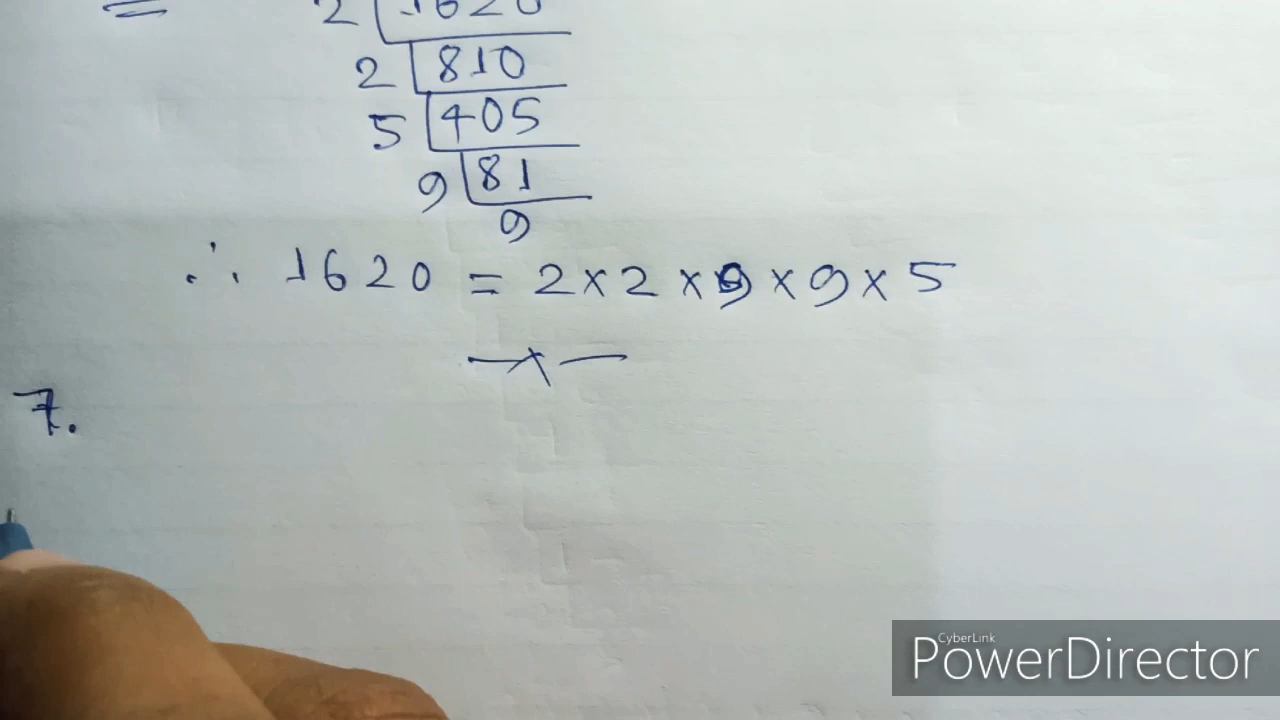 2 1620
2 810
5 405
9 81
9
∴ 1620 = 2×2×9×9×5
—x—
7.
CyberLink
PowerDirector